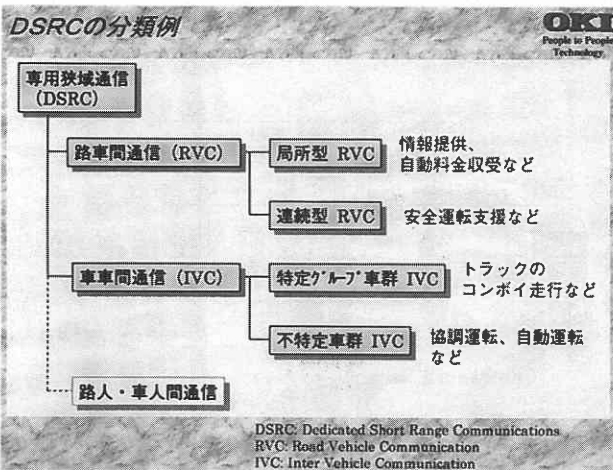 DSRCの分類例
OKI
People to People
Technology
専用狭域通信
(DSRC)
路車間通信 (RVC)
局所型 RVC
情報提供、
自動料金収受など
連続型 RVC
安全運転支援など
車車間通信 (IVC)
特定グループ車群 IVC
トラックの
コンボイ走行など
不特定車群 IVC
協調運転、自動運転
など
路人・車人間通信
DSRC: Dedicated Short Range Communications
RVC: Road Vehicle Communication
IVC: Inter Vehicle Communication